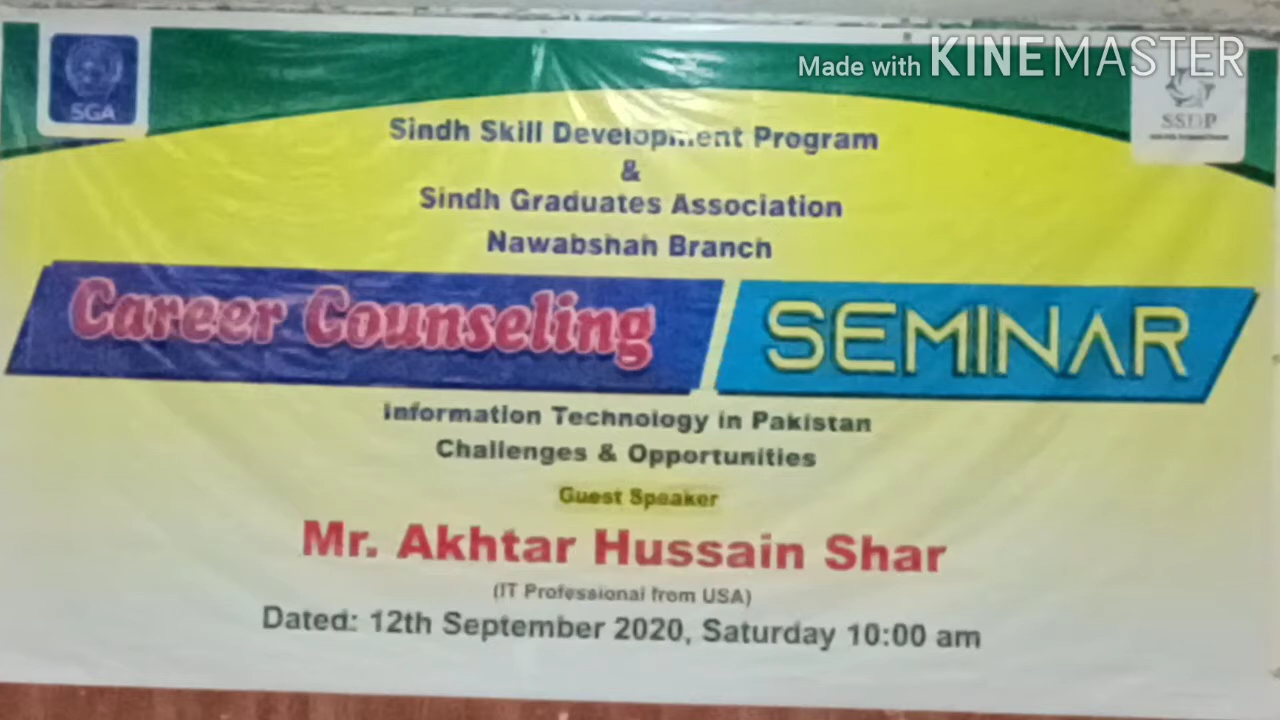 Made with KINEMASTER
SGA
SSDP
Sindh Skill Development Program
&
Sindh Graduates Association
Nawabshah Branch
Career Counseling SEMINAR
Information Technology in Pakistan
Challenges & Opportunities
Guest Speaker
Mr. Akhtar Hussain Shar
(IT Professional from USA)
Dated: 12th September 2020, Saturday 10:00 am